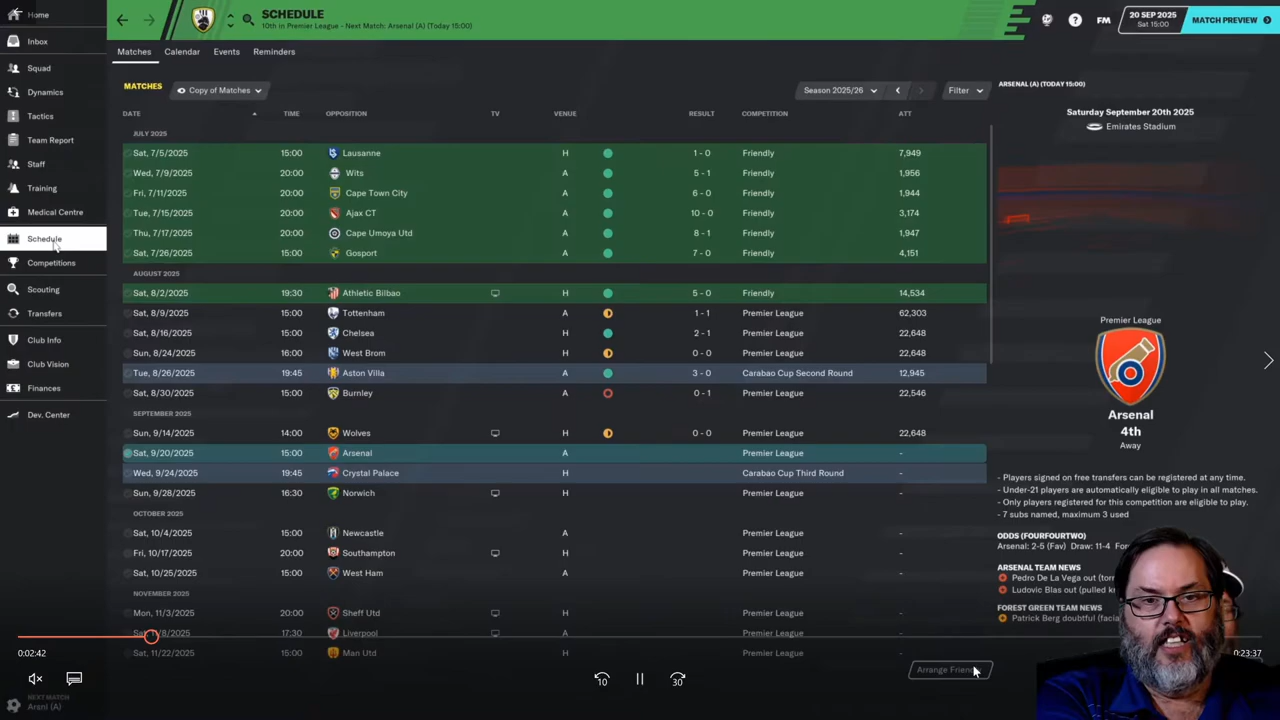 Home
Inbox
Squad
Dynamics
Tactics
Team Report
Staff
Training
Medical Centre
Schedule
Competitions
Scouting
Transfers
Club Info
Club Vision
Finances
Dev. Center
NEXT MATCH
Arsnl (A)
SCHEDULE
10th in Premier League - Next Match: Arsenal (A) (Today 15:00)
? FM
20 SEP 2025
Sat 15:00
MATCH PREVIEW
Matches Calendar Events Reminders
MATCHES Copy of Matches Season 2025/26 Filter
DATE TIME OPPOSITION TV VENUE RESULT COMPETITION ATT
JULY 2025
Sat, 7/5/2025 15:00 Lausanne H 1 - 0 Friendly 7,949
Wed, 7/9/2025 20:00 Wits A 5 - 1 Friendly 1,956
Fri, 7/11/2025 20:00 Cape Town City A 6 - 0 Friendly 1,944
Tue, 7/15/2025 20:00 Ajax CT A 10 - 0 Friendly 3,174
Thu, 7/17/2025 20:00 Cape Umoya Utd A 8 - 1 Friendly 1,947
Sat, 7/26/2025 15:00 Gosport A 7 - 0 Friendly 4,151
AUGUST 2025
Sat, 8/2/2025 19:30 Athletic Bilbao H 5 - 0 Friendly 14,534
Sat, 8/9/2025 15:00 Tottenham A 1 - 1 Premier League 62,303
Sat, 8/16/2025 15:00 Chelsea H 2 - 1 Premier League 22,648
Sun, 8/24/2025 16:00 West Brom H 0 - 0 Premier League 22,648
Tue, 8/26/2025 19:45 Aston Villa A 3 - 0 Carabao Cup Second Round 12,945
Sat, 8/30/2025 15:00 Burnley A 0 - 1 Premier League 22,546
SEPTEMBER 2025
Sun, 9/14/2025 14:00 Wolves H 0 - 0 Premier League 22,648
Sat, 9/20/2025 15:00 Arsenal A Premier League -
Wed, 9/24/2025 19:45 Crystal Palace H Carabao Cup Third Round -
Sun, 9/28/2025 16:30 Norwich H Premier League -
OCTOBER 2025
Sat, 10/4/2025 15:00 Newcastle A Premier League -
Fri, 10/17/2025 20:00 Southampton H Premier League -
Sat, 10/25/2025 15:00 West Ham A Premier League -
NOVEMBER 2025
Mon, 11/3/2025 20:00 Sheff Utd H Premier League -
Sat, 11/8/2025 17:30 Liverpool A Premier League -
Sat, 11/22/2025 15:00 Man Utd H Premier League -
Arrange
ARSENAL (A) (TODAY 15:00)
Saturday September 20th 2025
Emirates Stadium
Premier League
Arsenal
4th
Away
- Players signed on free transfers can be registered at any time.
- Under-21 players are automatically eligible to play in all matches.
- Only players registered for this competition are eligible to play.
- 7 subs named, maximum 3 used
ODDS (FOURFOURTWO)
Arsenal: 2-5 (Fav) Draw: 11-4
ARSENAL TEAM NEWS
Pedro De La Vega out
Ludovic Blas out (pulled
FOREST GREEN TEAM NEWS
Patrick Berg doubtful
0:02:42
0:23:37
10
30